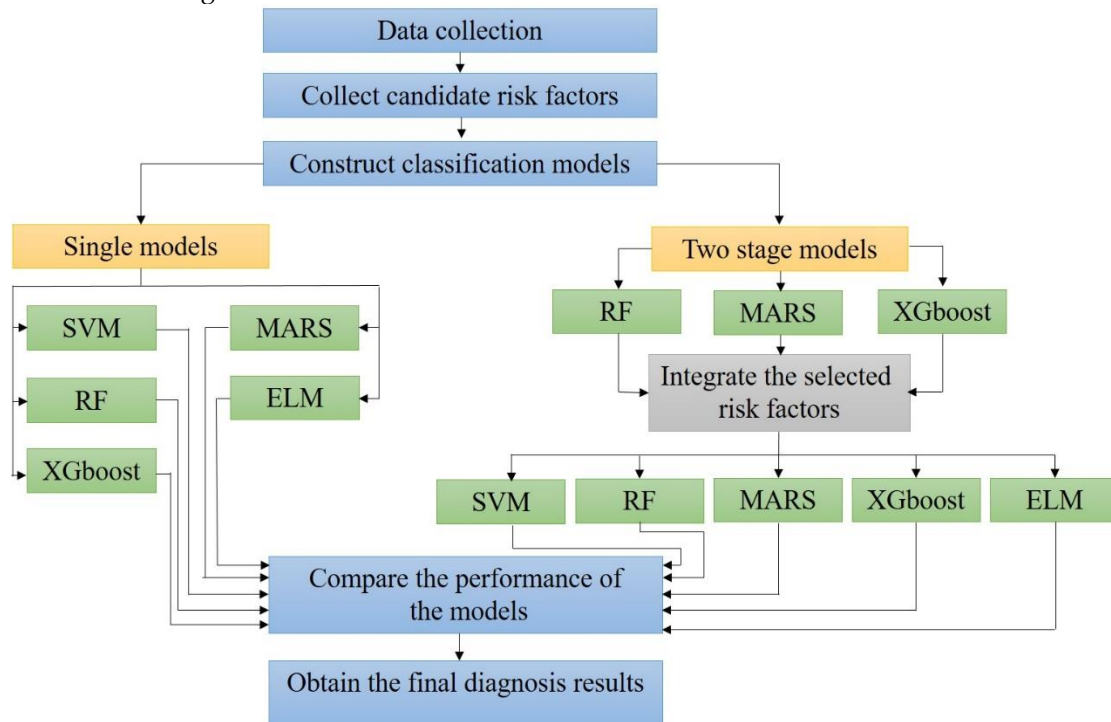 Data collection
Collect candidate risk factors
Construct classification models
Single models
SVM
MARS
RF
ELM
XGboost
Two stage models
RF
MARS
XGboost
Integrate the selected
risk factors
SVM
RF
MARS
XGboost
ELM
Compare the performance of
the models
Obtain the final diagnosis results